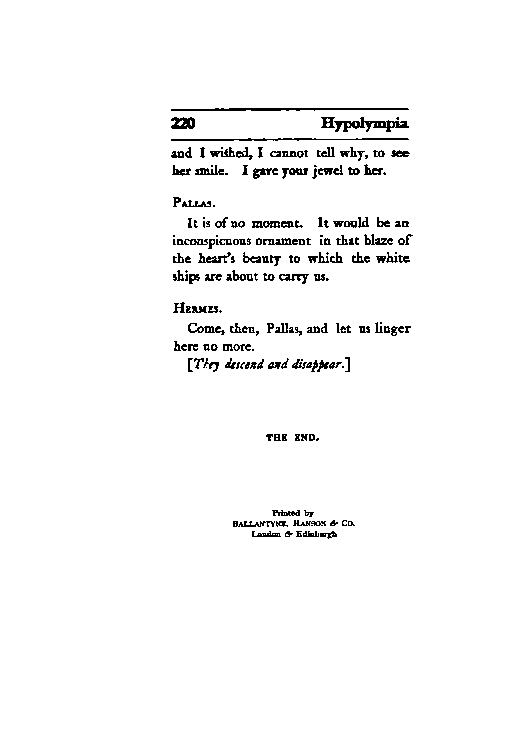 220 Hypolympia
and I wished, I cannot tell why, to see
her smile. I gave your jewel to her.
PALLAS.
It is of no moment. It would be an
inconspicuous ornament in that blaze of
the heart's beauty to which the white
ships are about to carry us.
HERMES.
Come, then, Pallas, and let us linger
here no more.
[They descend and disappear.]
THE END.
Printed by
BALLANTYNE, HANSON & Co.
London & Edinburgh